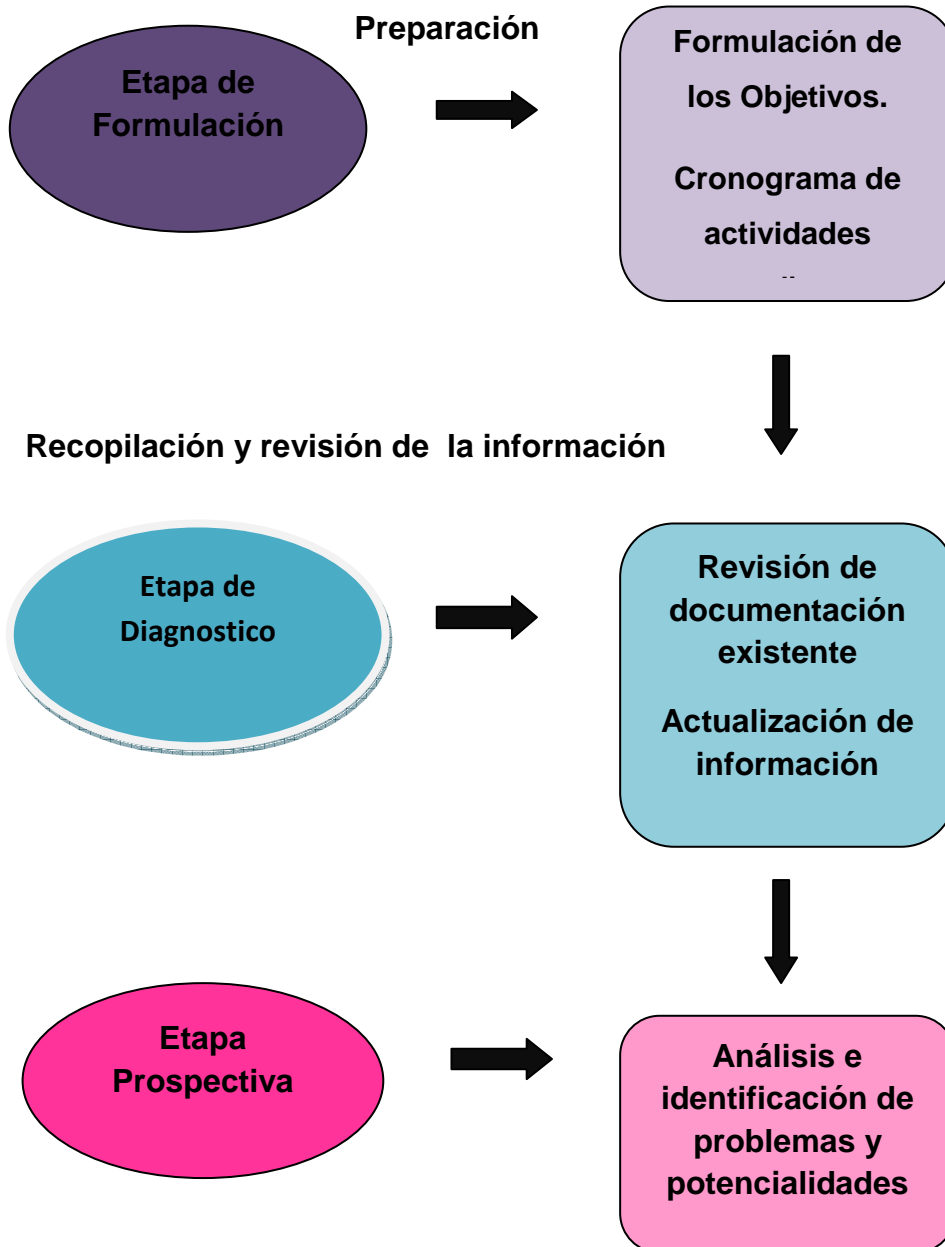 Preparación
Etapa de
Formulación
Formulación de
los Objetivos.
Cronograma de
actividades
Recopilación y revisión de la información
Etapa de
Diagnostico
Revisión de
documentación
existente
Actualización de
información
Etapa
Prospectiva
Análisis e
identificación de
problemas y
potencialidades